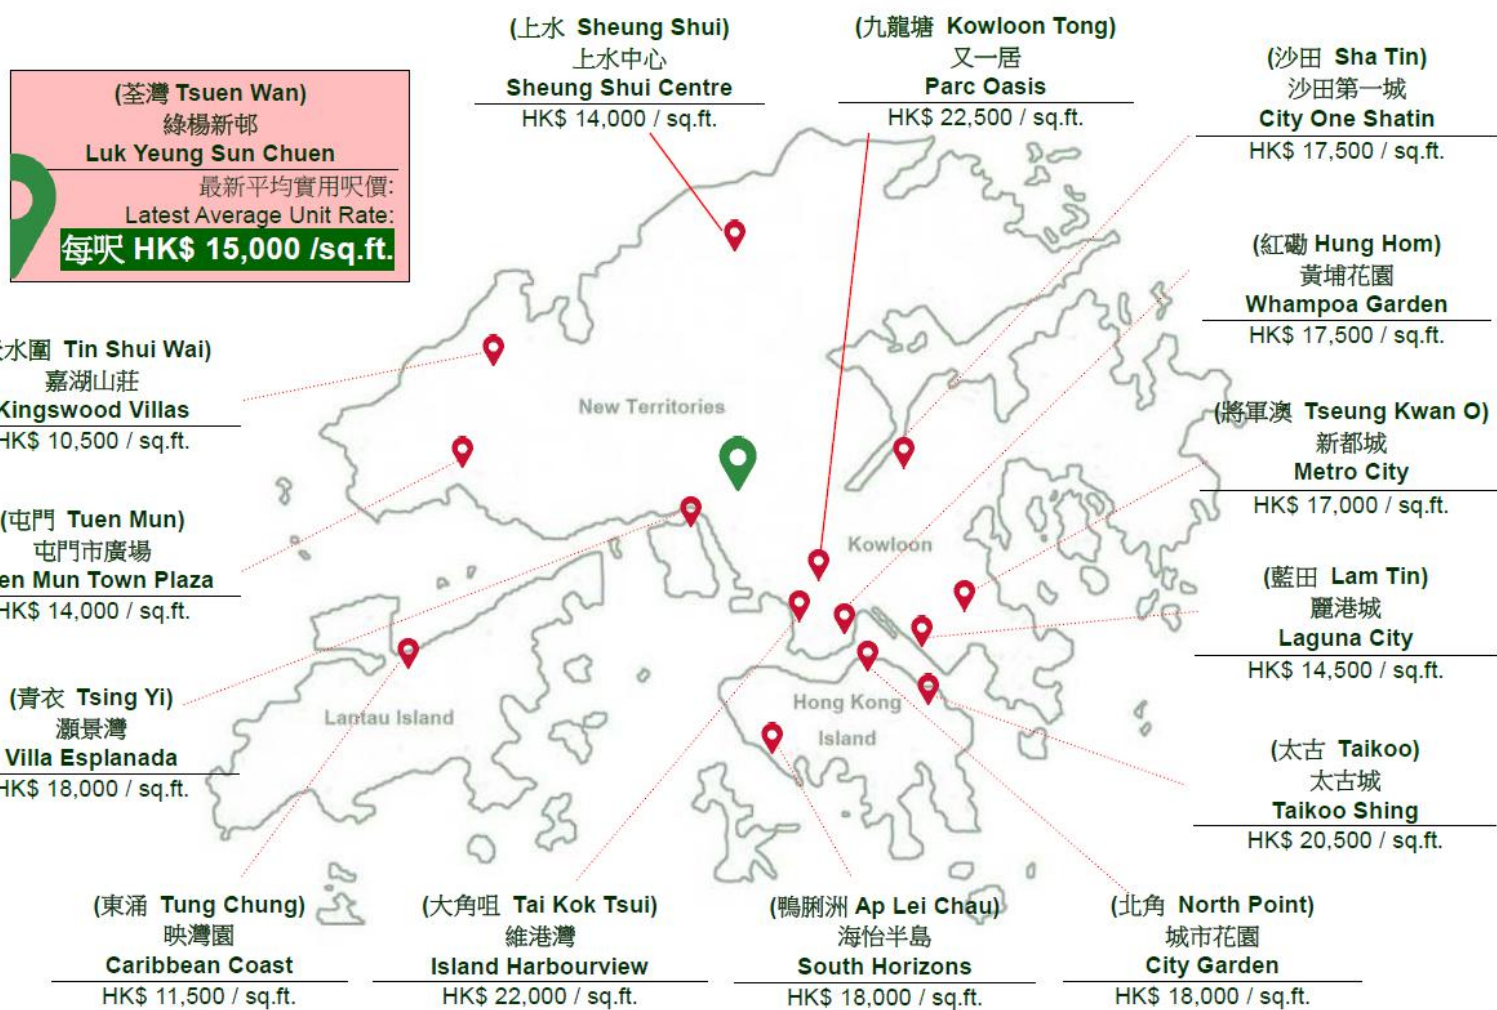 (上水 Sheung Shui)
上水中心
Sheung Shui Centre
HK$ 14,000 / sq.ft.
(九龍塘 Kowloon Tong)
又一居
Parc Oasis
HK$ 22,500 / sq.ft.
(沙田 Sha Tin)
沙田第一城
City One Shatin
HK$ 17,500 / sq.ft.
(荃灣 Tsuen Wan)
綠楊新邨
Luk Yeung Sun Chuen
最新平均實用呎價:
Latest Average Unit Rate:
每呎 HK$ 15,000 /sq.ft.
(紅磡 Hung Hom)
黃埔花園
Whampoa Garden
HK$ 17,500 / sq.ft.
水圍 Tin Shui Wai)
嘉湖山莊
Kingswood Villas
HK$ 10,500 / sq.ft.
New Territories
(將軍澳 Tseung Kwan O)
新都城
Metro City
HK$ 17,000 / sq.ft.
(屯門 Tuen Mun)
屯門市廣場
en Mun Town Plaza
HK$ 14,000 / sq.ft.
Kowloon
(藍田 Lam Tin)
麗港城
Laguna City
HK$ 14,500 / sq.ft.
(青衣 Tsing Yi)
灝景灣
Villa Esplanada
HK$ 18,000 / sq.ft.
Lantau Island
Hong Kong
Island
(太古 Taikoo)
太古城
Taikoo Shing
HK$ 20,500 / sq.ft.
(東涌 Tung Chung)
映灣園
Caribbean Coast
HK$ 11,500 / sq.ft.
(大角咀 Tai Kok Tsui)
維港灣
Island Harbourview
HK$ 22,000 / sq.ft.
(鴨脷洲 Ap Lei Chau)
海怡半島
South Horizons
HK$ 18,000 / sq.ft.
(北角 North Point)
城市花園
City Garden
HK$ 18,000 / sq.ft.